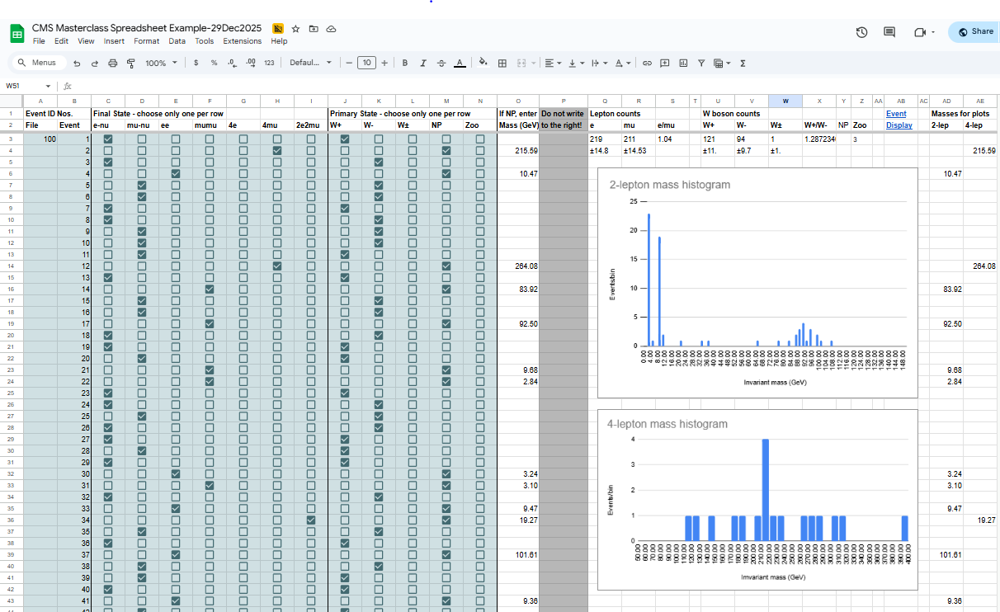 CMS Masterclass Spreadsheet Example-29Dec2025
File Edit View Insert Format Data Tools Extensions Help
Share
Menus 100% $ % .0 .00 123 Defaul... 10 B I A
W51 fx
A B C D E F G H I J K L M N O P Q R S T U V W X Y Z AA AB AC AD AE
1 Event ID Nos. Final State - choose only one per row Primary State - choose only one per row If NP, enter Do not write Lepton counts W boson counts Event Masses for plots
2 File Event e-nu mu-nu ee mumu 4e 4mu 2e2mu W+ W- W± NP Zoo Mass (GeV) to the right! e mu e/mu W+ W- W± W+/W- NP Zoo Display 2-lep 4-lep
3 100 1 219 211 1.04 121 94 1 1.287234 3
4 2 215.59 ±14.8 ±14.53 ±11. ±9.7 ±1. 215.59
5 3
6 4 10.47 10.47
7 5
8 6
9 7
10 8
11 9
12 10
13 11
14 12 264.08 264.08
15 13
16 14 83.92 83.92
17 15
18 16
19 17 92.50 92.50
20 18
21 19
22 20
23 21 9.68 9.68
24 22 2.84 2.84
25 23
26 24
27 25
28 26
29 27
30 28
31 29
32 30 3.24 3.24
33 31 3.10 3.10
34 32
35 33 9.47 9.47
36 34 19.27 19.27
37 35
38 36
39 37 101.61 101.61
40 38
41 39
42 40
43 41 9.36 9.36
2-lepton mass histogram
25
20
15
10
5
0
Events/bin
0.00 4.00 8.00 12.00 16.00 20.00 24.00 28.00 32.00 36.00 40.00 44.00 48.00 52.00 56.00 60.00 64.00 68.00 72.00 76.00 80.00 84.00 88.00 92.00 96.00 100.00 104.00 108.00 112.00 116.00 120.00 124.00 128.00 132.00 136.00 140.00 144.00 148.00
Invariant mass (GeV)
4-lepton mass histogram
4
3
2
1
0
Events/bin
50.00 60.00 70.00 80.00 90.00 100.00 110.00 120.00 130.00 140.00 150.00 160.00 170.00 180.00 190.00 200.00 210.00 220.00 230.00 240.00 250.00 260.00 270.00 280.00 290.00 300.00 310.00 320.00 330.00 340.00 350.00 360.00 370.00 380.00 390.00 400.00
Invariant mass (GeV)